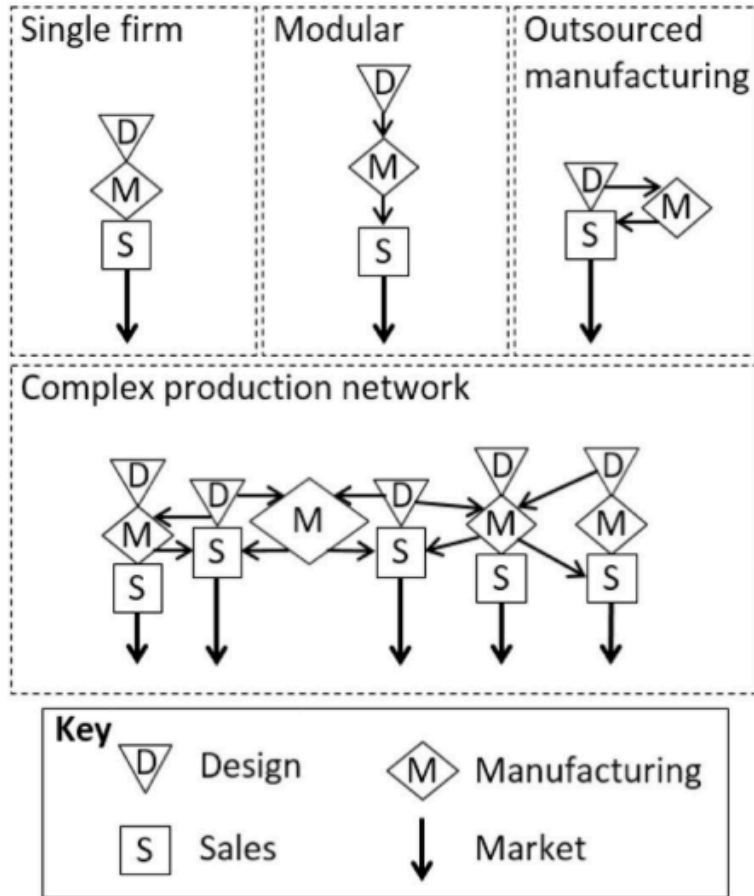 Single firm
D
M
S
Modular
D
M
S
Outsourced
manufacturing
D
M
S
Complex production network
D D D D D
M M M M
S S S S S
Key
D Design
M Manufacturing
S Sales
Market